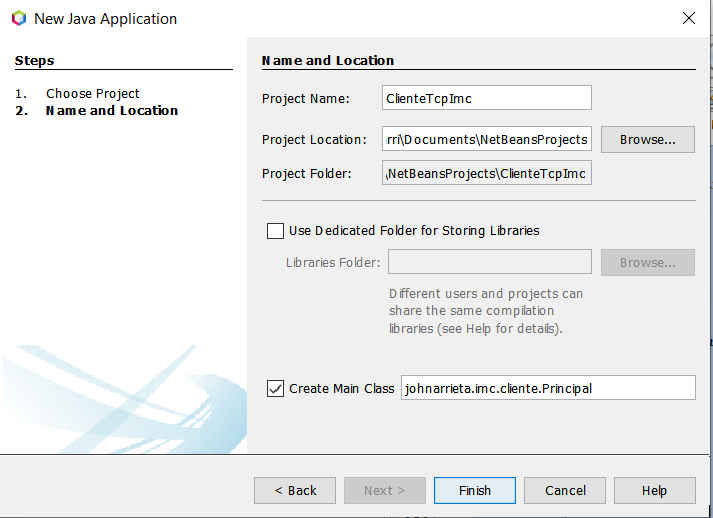 New Java Application
Steps
1. Choose Project
2. Name and Location
Name and Location
Project Name: ClienteTcpImc
Project Location: rri\Documents\NetBeansProjects Browse...
Project Folder: \NetBeansProjects\ClienteTcpImc
Use Dedicated Folder for Storing Libraries
Libraries Folder: Browse...
Different users and projects can
share the same compilation
libraries (see Help for details).
Create Main Class johnarrieta.imc.cliente.Principal
< Back Next > Finish Cancel Help